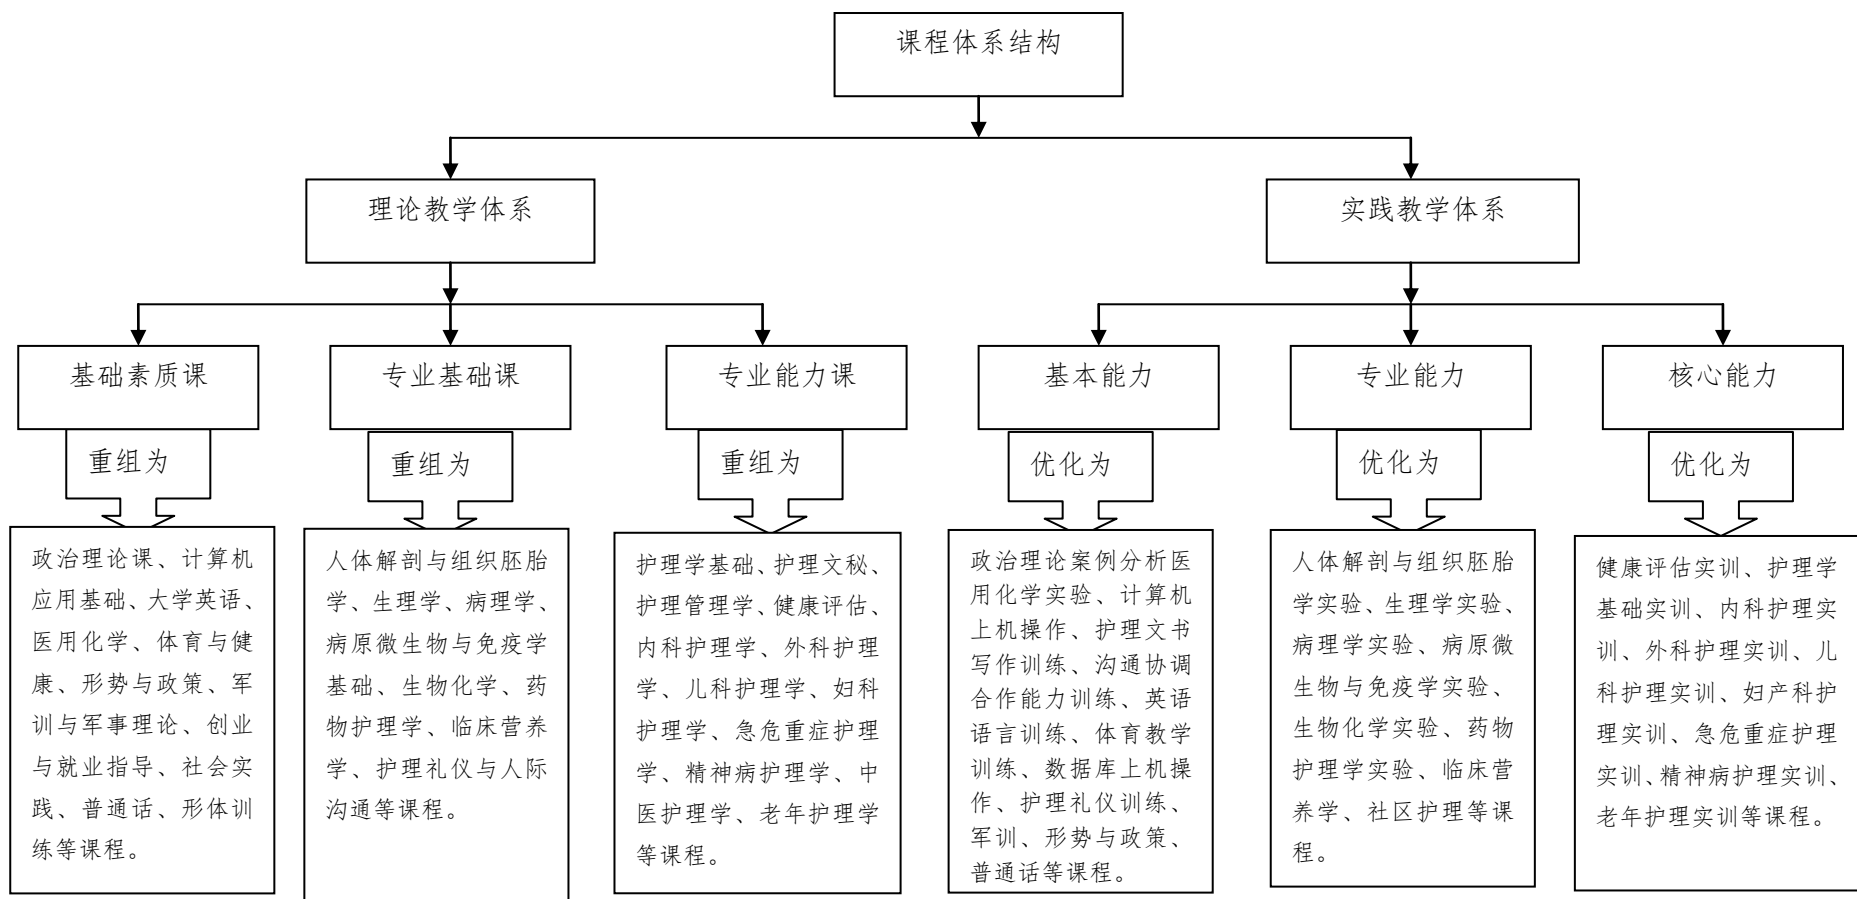 课程体系结构
理论教学体系
实践教学体系
基础素质课
专业基础课
专业能力课
基本能力
专业能力
核心能力
重组为
重组为
重组为
优化为
优化为
优化为
政治理论课、计算机
应用基础、大学英语、
医用化学、体育与健
康、形势与政策、军
训与军事理论、创业
与就业指导、社会实
践、普通话、形体训
练等课程。
人体解剖与组织胚胎
学、生理学、病理学、
病原微生物与免疫学
基础、生物化学、药
物护理学、临床营养
学、护理礼仪与人际
沟通等课程。
护理学基础、护理文秘、
护理管理学、健康评估、
内科护理学、外科护理
学、儿科护理学、妇科
护理学、急危重症护理
学、精神病护理学、中
医护理学、老年护理学
等课程。
政治理论案例分析医
用化学实验、计算机
上机操作、护理文书
写作训练、沟通协调
合作能力训练、英语
语言训练、体育教学
训练、数据库上机操
作、护理礼仪训练、
军训、形势与政策、
普通话等课程。
人体解剖与组织胚胎
学实验、生理学实验、
病理学实验、病原微
生物与免疫学实验、
生物化学实验、药物
护理学实验、临床营
养学、社区护理等课
程。
健康评估实训、护理学
基础实训、内科护理实
训、外科护理实训、儿
科护理实训、妇产科护
理实训、急危重症护理
实训、精神病护理实训、
老年护理实训等课程。